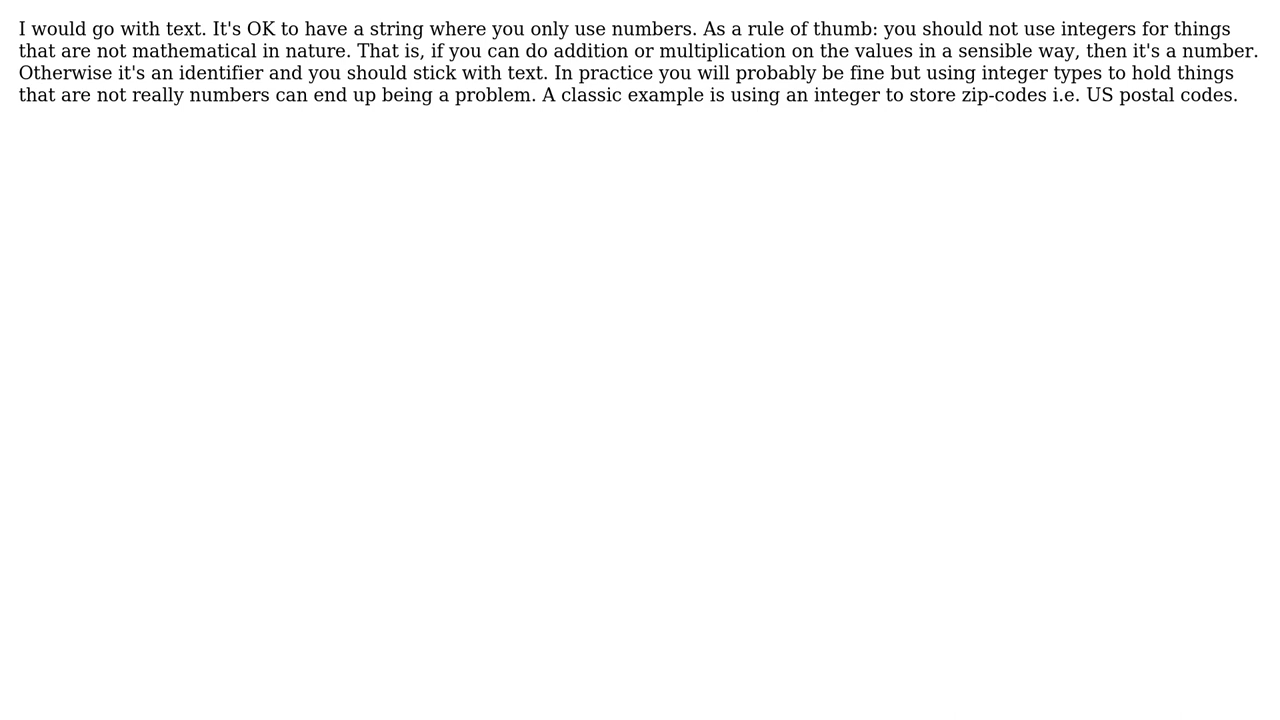 I would go with text. It's OK to have a string where you only use numbers. As a rule of thumb: you should not use integers for things
that are not mathematical in nature. That is, if you can do addition or multiplication on the values in a sensible way, then it's a number.
Otherwise it's an identifier and you should stick with text. In practice you will probably be fine but using integer types to hold things
that are not really numbers can end up being a problem. A classic example is using an integer to store zip-codes i.e. US postal codes.